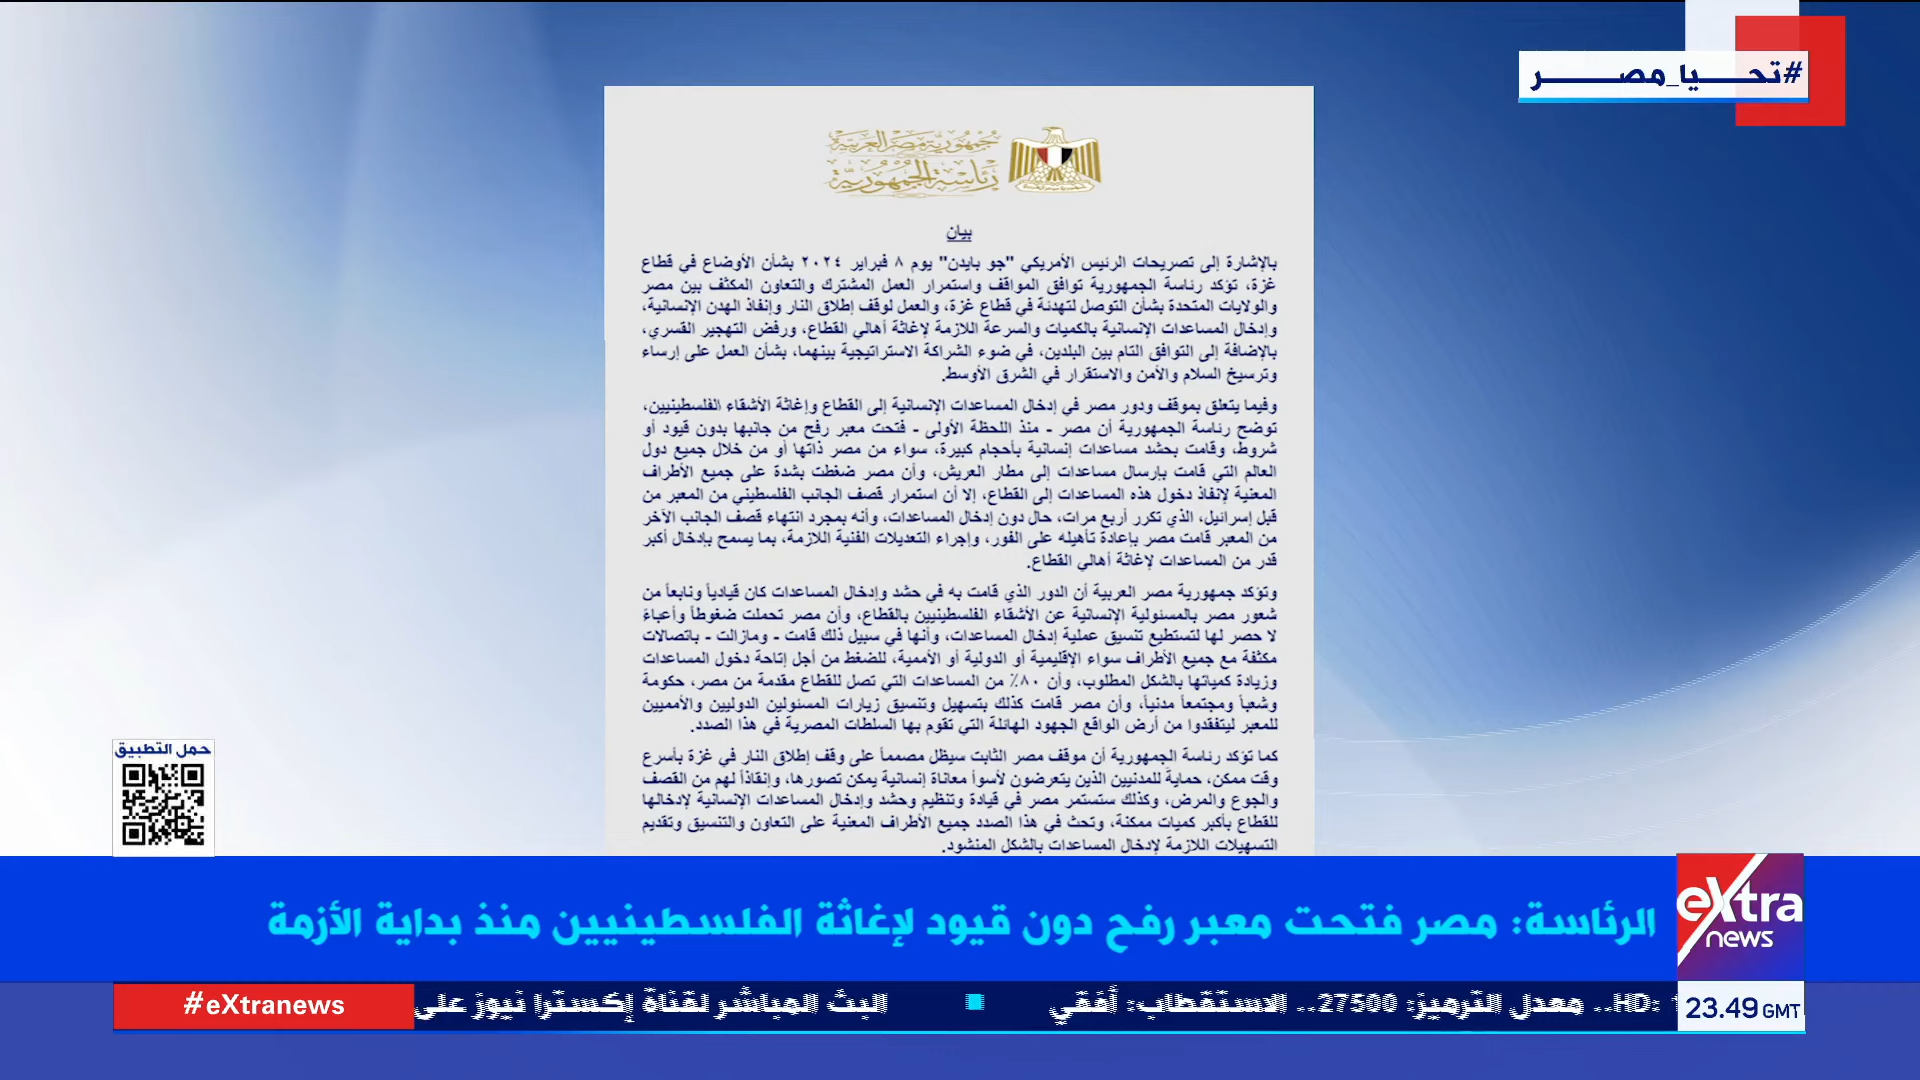 #تحـــيا_مصـــــر
جمهورية مصر العربية
رئاسة الجمهورية
بيان
بالإشارة إلى تصريحات الرئيس الأمريكي "جو بايدن" يوم ٨ فبراير ٢٠٢٤ بشأن الأوضاع في قطاع
غزة، تؤكد رئاسة الجمهورية توافق المواقف واستمرار العمل المشترك والتعاون المكثف بين مصر
والولايات المتحدة بشأن التوصل لتهدئة في قطاع غزة، والعمل لوقف إطلاق النار وإنفاذ الهدن الإنسانية،
وإدخال المساعدات الإنسانية بالكميات والسرعة اللازمة لإغاثة أهالي القطاع، ورفض التهجير القسري،
بالإضافة إلى التوافق التام بين البلدين، في ضوء الشراكة الاستراتيجية بينهما، بشأن العمل على إرساء
وترسيخ السلام والأمن والاستقرار في الشرق الأوسط.
وفيما يتعلق بموقف ودور مصر في إدخال المساعدات الإنسانية إلى القطاع وإغاثة الأشقاء الفلسطينيين،
توضح رئاسة الجمهورية أن مصر - منذ اللحظة الأولى - فتحت معبر رفح من جانبها بدون قيود أو
شروط، وقامت بحشد مساعدات إنسانية بأحجام كبيرة، سواء من مصر ذاتها أو من خلال جميع دول
العالم التي قامت بإرسال مساعدات إلى مطار العريش، وأن مصر ضغطت بشدة على جميع الأطراف
المعنية لإنفاذ دخول هذه المساعدات إلى القطاع، إلا أن استمرار قصف الجانب الفلسطيني من المعبر من
قبل إسرائيل، الذي تكرر أربع مرات، حال دون إدخال المساعدات، وأنه بمجرد انتهاء قصف الجانب الآخر
من المعبر قامت مصر بإعادة تأهيله على الفور، وإجراء التعديلات الفنية اللازمة، بما يسمح بإدخال أكبر
قدر من المساعدات لإغاثة أهالي القطاع.
وتؤكد جمهورية مصر العربية أن الدور الذي قامت به في حشد وإدخال المساعدات كان قيادياً ونابعاً من
شعور مصر بالمسئولية الإنسانية عن الأشقاء الفلسطينيين بالقطاع، وأن مصر تحملت ضغوطاً وأعباءً
لا حصر لها لتستطيع تنسيق عملية إدخال المساعدات، وأنها في سبيل ذلك قامت - ومازالت - باتصالات
مكثفة مع جميع الأطراف سواء الإقليمية أو الدولية أو الأممية، للضغط من أجل إتاحة دخول المساعدات
وزيادة كمياتها بالشكل المطلوب، وأن ٨٠٪ من المساعدات التي تصل للقطاع مقدمة من مصر، حكومة
وشعباً ومجتمعاً مدنياً، وأن مصر قامت كذلك بتسهيل وتنسيق زيارات المسئولين الدوليين والأمميين
للمعبر ليتفقدوا من أرض الواقع الجهود الهائلة التي تقوم بها السلطات المصرية في هذا الصدد.
كما تؤكد رئاسة الجمهورية أن موقف مصر الثابت سيظل مصمماً على وقف إطلاق النار في غزة بأسرع
وقت ممكن، حمايةً للمدنيين الذين يتعرضون لأسوأ معاناة إنسانية يمكن تصورها، وإنقاذاً لهم من القصف
والجوع والمرض، وكذلك ستستمر مصر في قيادة وتنظيم وحشد وإدخال المساعدات الإنسانية لإدخالها
للقطاع بأكبر كميات ممكنة، وتحث في هذا الصدد جميع الأطراف المعنية على التعاون والتنسيق وتقديم
التسهيلات اللازمة لإدخال المساعدات بالشكل المنشود.
حمل التطبيق
الرئاسة: مصر فتحت معبر رفح دون قيود لإغاثة الفلسطينيين منذ بداية الأزمة
eXtra
news
HD: .. معدل الترميز: 27500.. الاستقطاب: أفقي
البث المباشر لقناة إكسترا نيوز على
#eXtranews
23.49 GMT